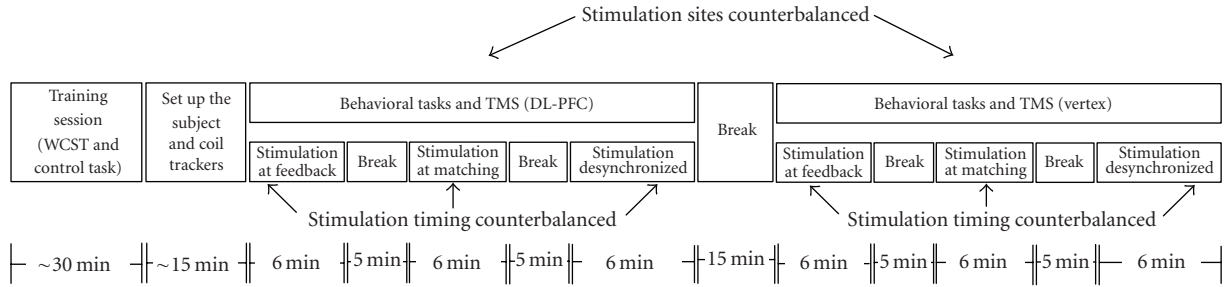 Stimulation sites counterbalanced
Training
session
(WCST and
control task)
Set up the
subject
and coil
trackers
Behavioral tasks and TMS (DL-PFC)
Stimulation
at feedback
Break
Stimulation
at matching
Break
Stimulation
desynchronized
Break
Behavioral tasks and TMS (vertex)
Stimulation
at feedback
Break
Stimulation
at matching
Break
Stimulation
desynchronized
Stimulation timing counterbalanced
Stimulation timing counterbalanced
~30 min
~15 min
6 min
5 min
6 min
5 min
6 min
15 min
6 min
5 min
6 min
5 min
6 min